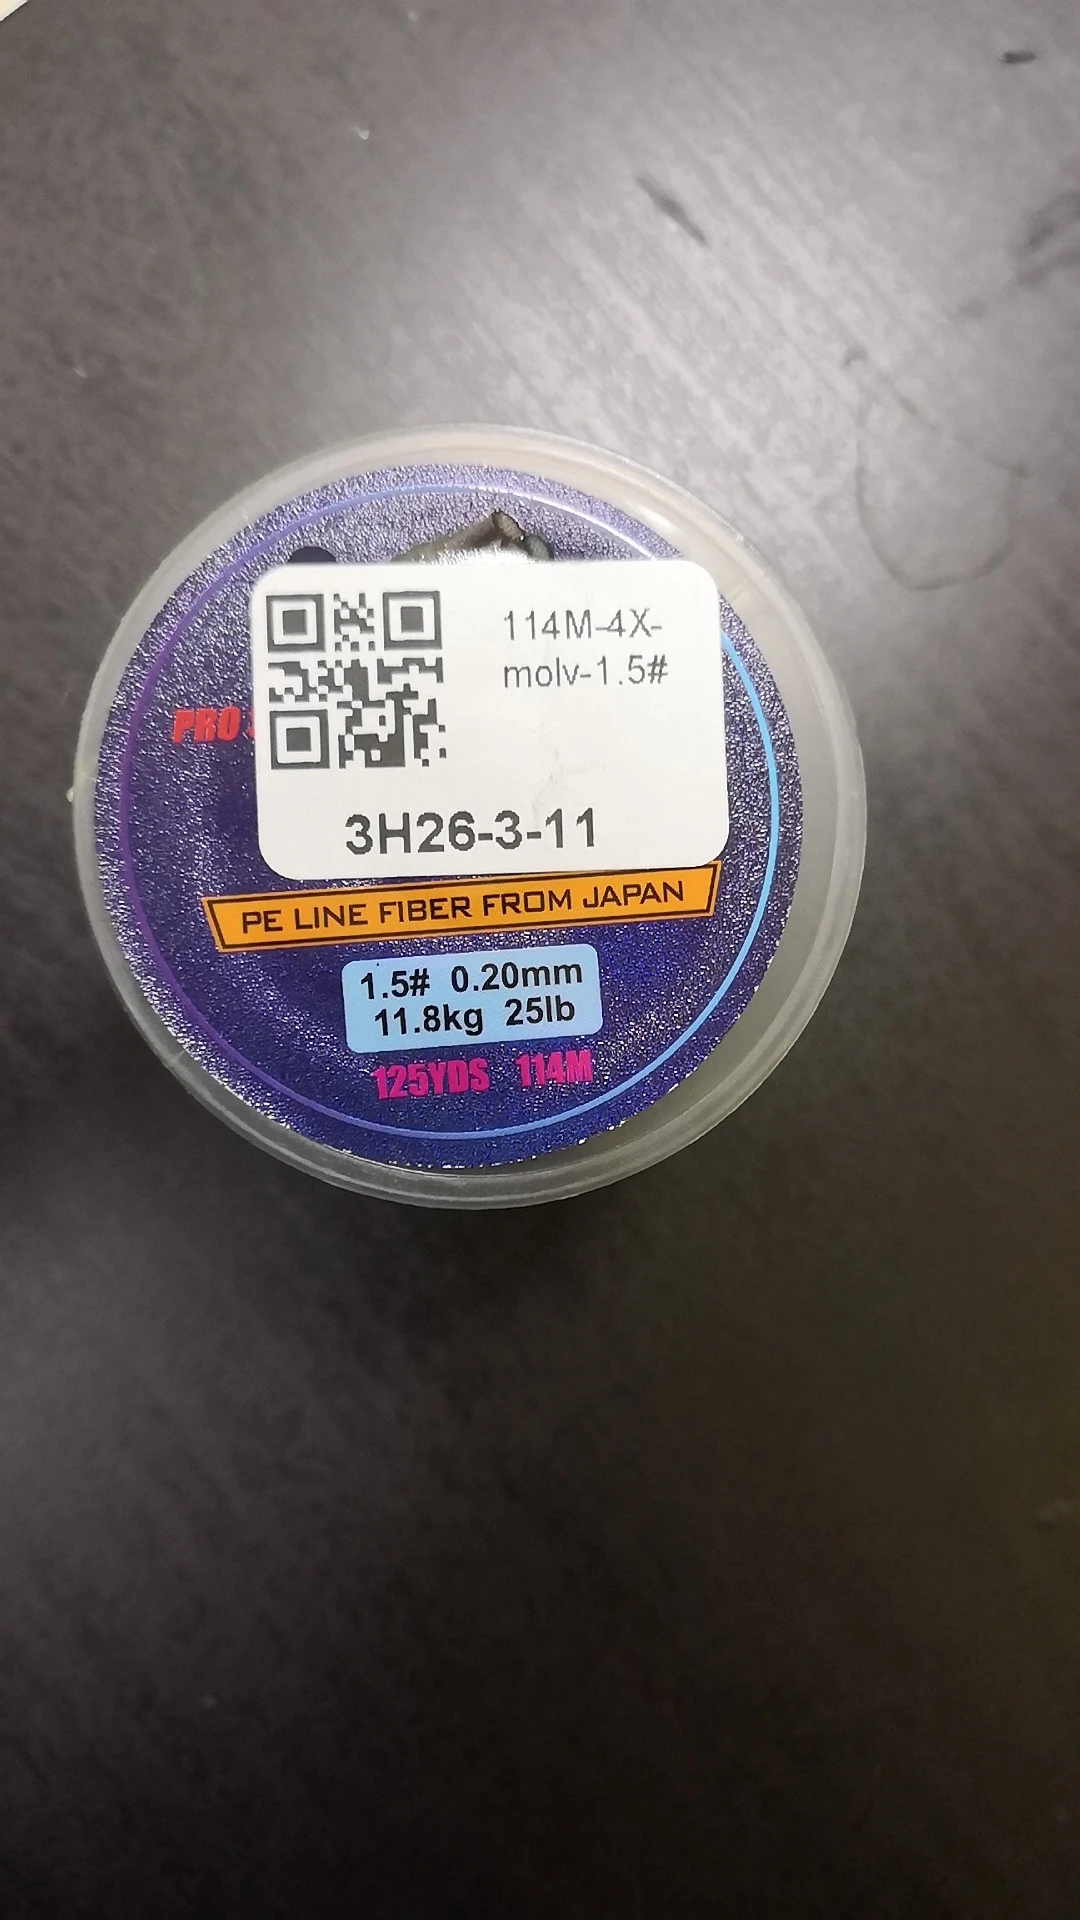 114M-4X-
molv-1.5#
PRO
3H26-3-11
PE LINE FIBER FROM JAPAN
1.5# 0.20mm
11.8kg 25lb
125YDS 114M